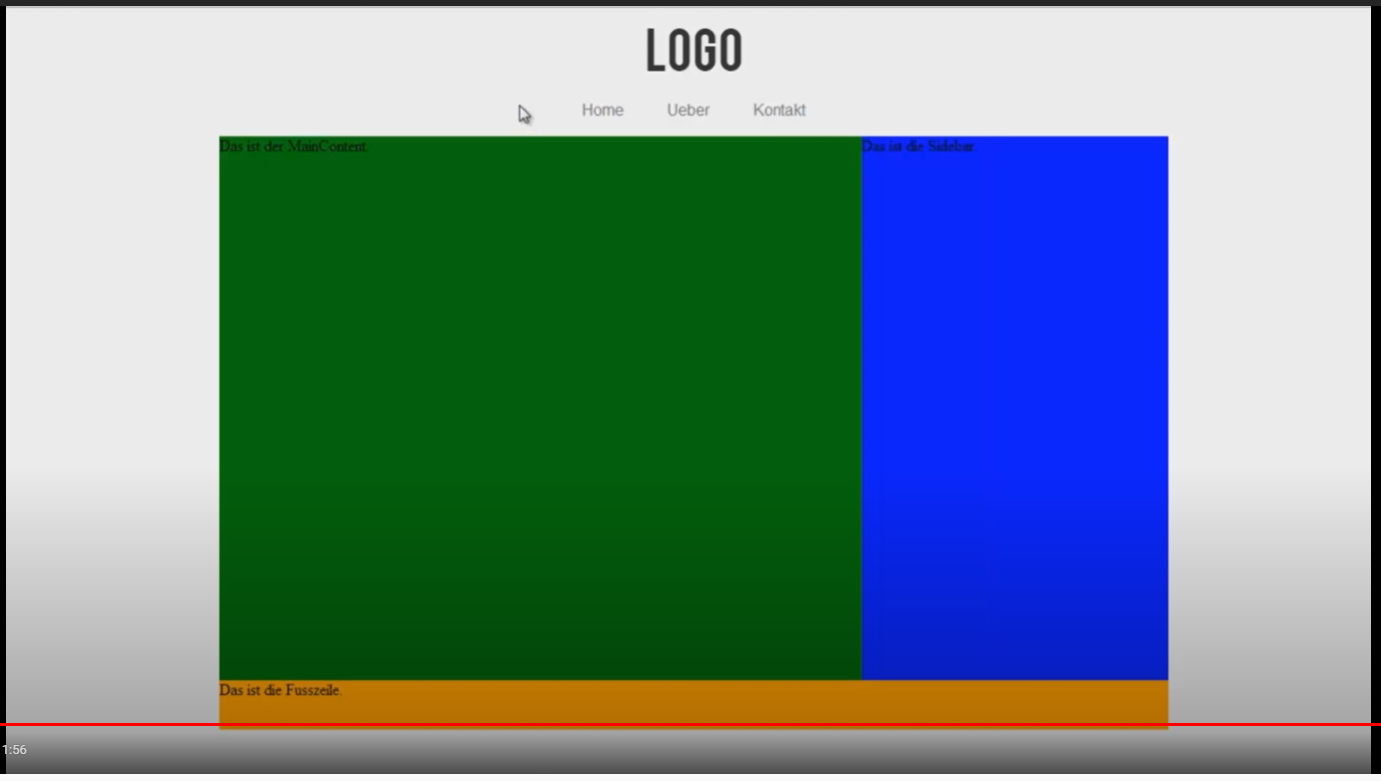 LOGO
Home Ueber Kontakt
Das ist der MainContent.
Das ist die Sidebar.
Das ist die Fusszeile.
1:56